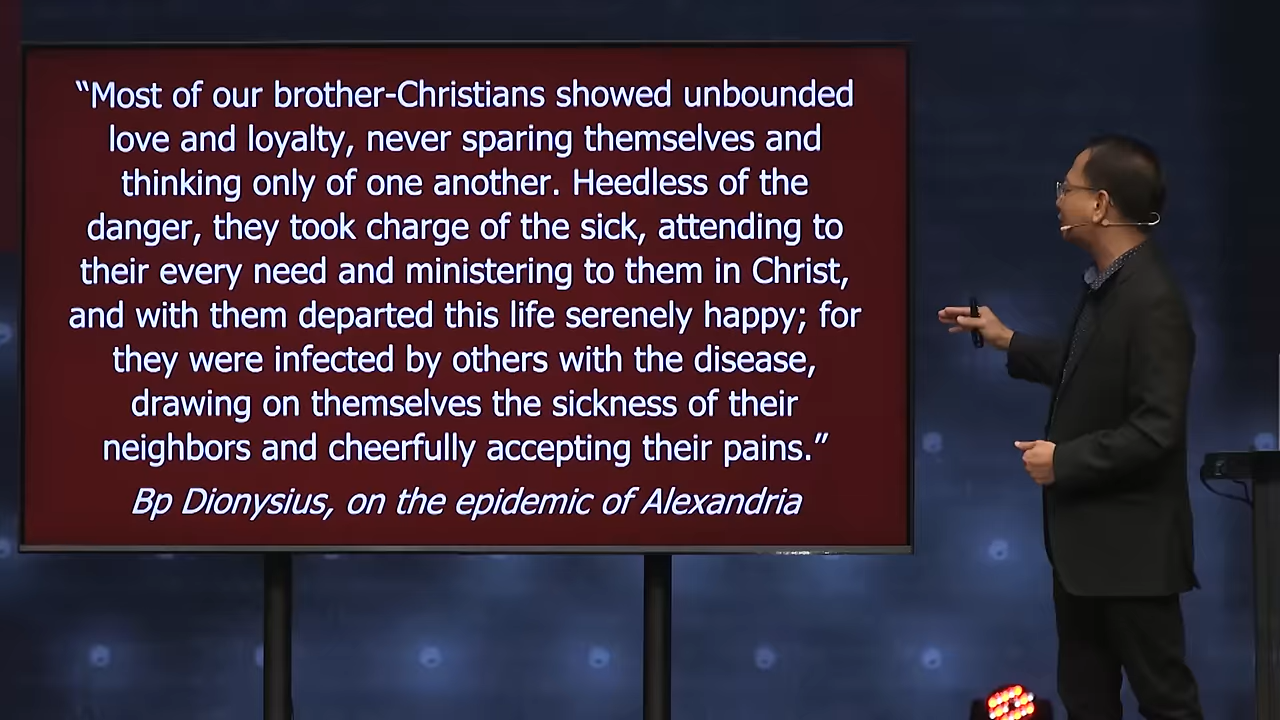 “Most of our brother-Christians showed unbounded
love and loyalty, never sparing themselves and
thinking only of one another. Heedless of the
danger, they took charge of the sick, attending to
their every need and ministering to them in Christ,
and with them departed this life serenely happy; for
they were infected by others with the disease,
drawing on themselves the sickness of their
neighbors and cheerfully accepting their pains.”
Bp Dionysius, on the epidemic of Alexandria